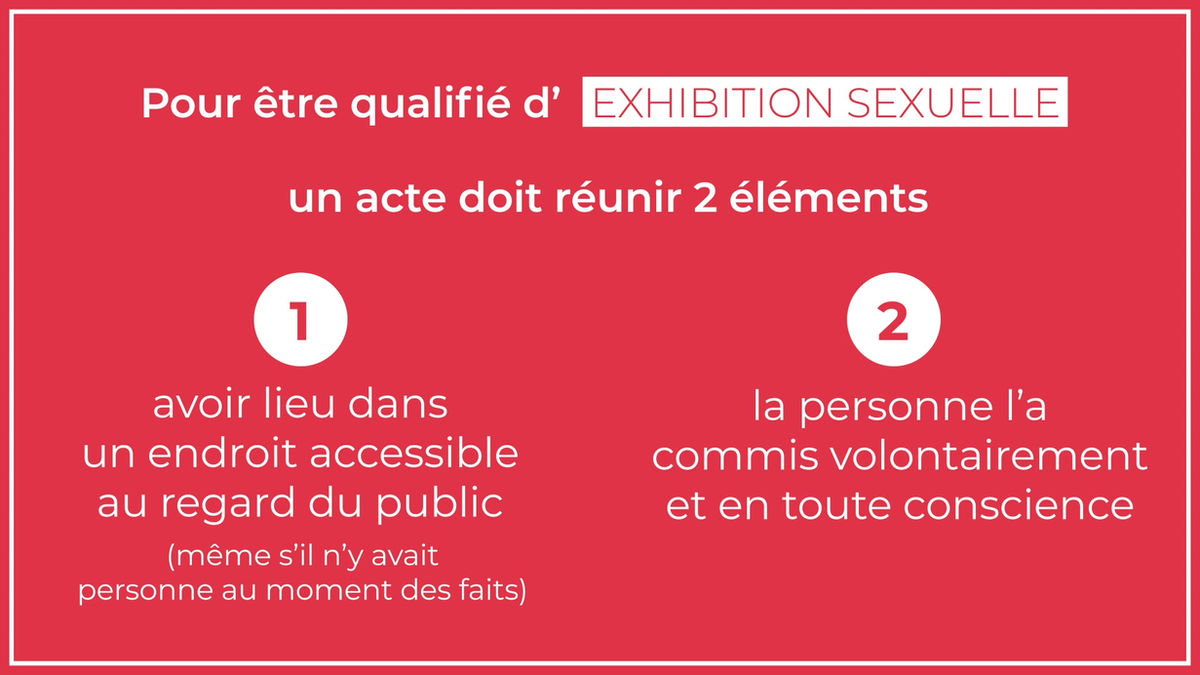 Pour être qualifié d’ EXHIBITION SEXUELLE
un acte doit réunir 2 éléments
1
avoir lieu dans
un endroit accessible
au regard du public
(même s’il n’y avait
personne au moment des faits)
2
la personne l’a
commis volontairement
et en toute conscience